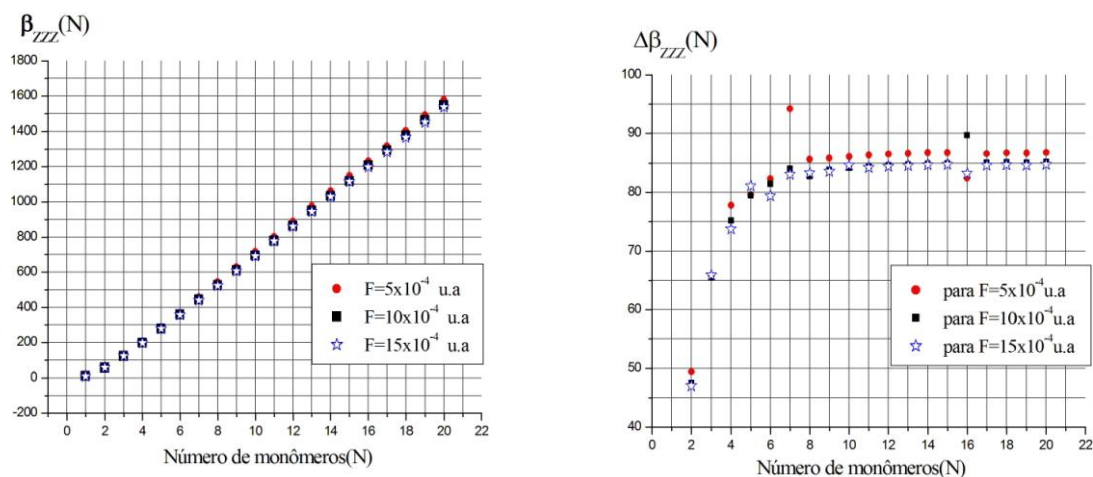 β_ZZZ(N)
1800
1600
1400
1200
1000
800
600
400
200
0
-200
0 2 4 6 8 10 12 14 16 18 20 22
Número de monômeros(N)
F=5x10⁻⁴ u.a
F=10x10⁻⁴ u.a
F=15x10⁻⁴ u.a
Δβ_ZZZ(N)
100
90
80
70
60
50
40
0 2 4 6 8 10 12 14 16 18 20 22
Número de monômeros(N)
para F=5x10⁻⁴u.a
para F=10x10⁻⁴u.a
para F=15x10⁻⁴u.a